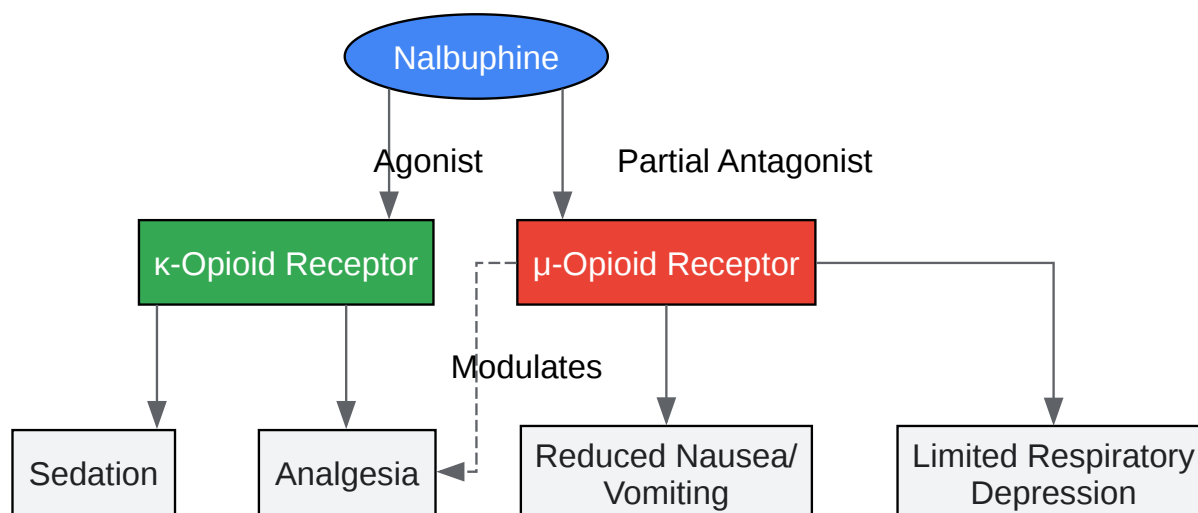 Nalbuphine
Agonist
Partial Antagonist
κ-Opioid Receptor
μ-Opioid Receptor
Modulates
Sedation
Analgesia
Reduced Nausea/
Vomiting
Limited Respiratory
Depression